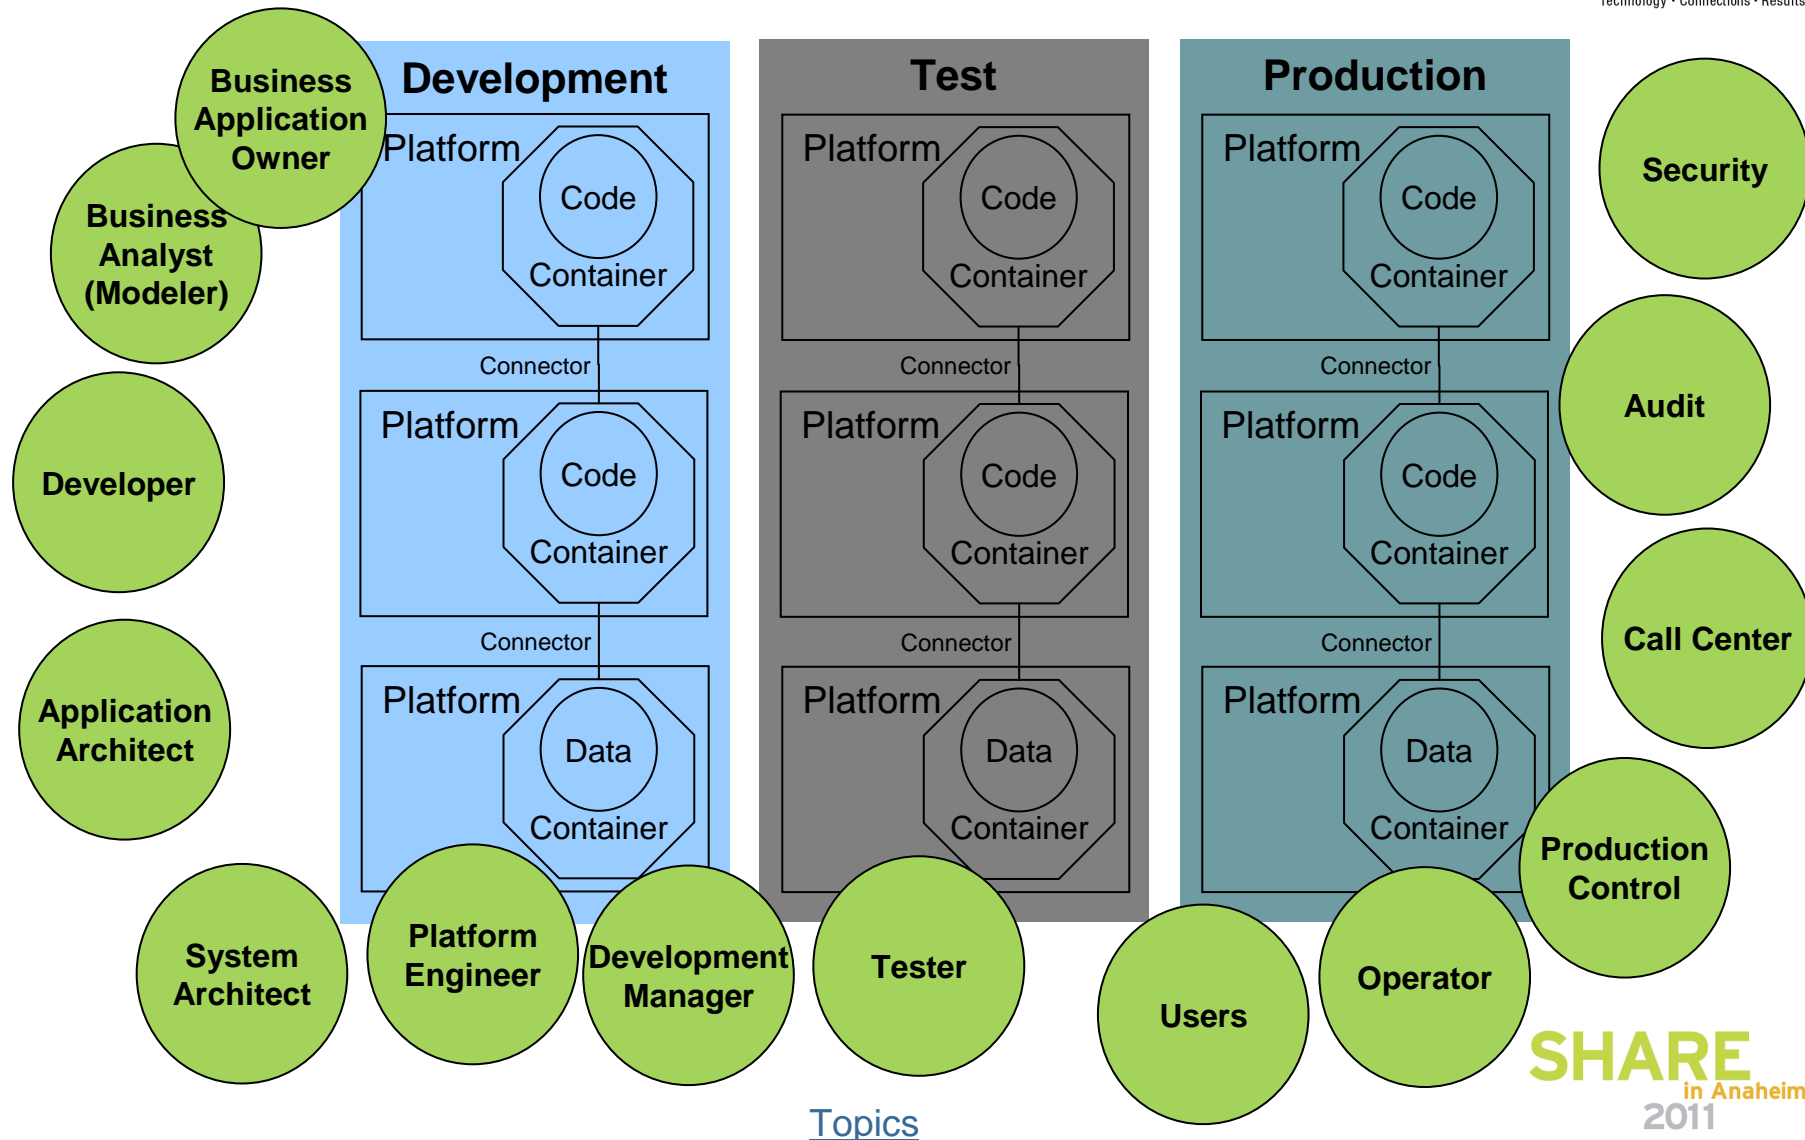 Technology · Connections · Results
Development
Test
Production
Business
Application
Owner
Platform
Code
Container
Platform
Code
Container
Platform
Code
Container
Security
Business
Analyst
(Modeler)
Connector
Connector
Connector
Audit
Platform
Code
Container
Platform
Code
Container
Platform
Code
Container
Developer
Connector
Connector
Connector
Call Center
Application
Architect
Platform
Data
Container
Platform
Data
Container
Platform
Data
Container
Production
Control
System
Architect
Platform
Engineer
Development
Manager
Tester
Users
Operator
SHARE
in Anaheim
2011
Topics